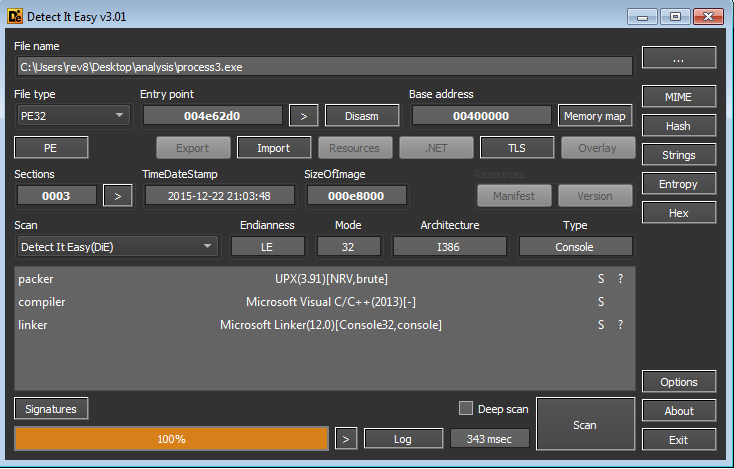 Detect It Easy v3.01
File name
C:\Users\rev8\Desktop\analysis\process3.exe
...
File type Entry point Base address
PE32 004e62d0 > Disasm 00400000 Memory map MIME
PE Export Import Resources .NET TLS Overlay Hash
Sections TimeDateStamp SizeOfImage Resources Strings
0003 > 2015-12-22 21:03:48 000e8000 Manifest Version Entropy
Hex
Scan Endianness Mode Architecture Type
Detect It Easy(DiE) LE 32 I386 Console
packer UPX(3.91)[NRV,brute] S ?
compiler Microsoft Visual C/C++(2013)[-] S
linker Microsoft Linker(12.0)[Console32,console] S ?
Options
Signatures Deep scan Scan About
100% > Log 343 msec Exit